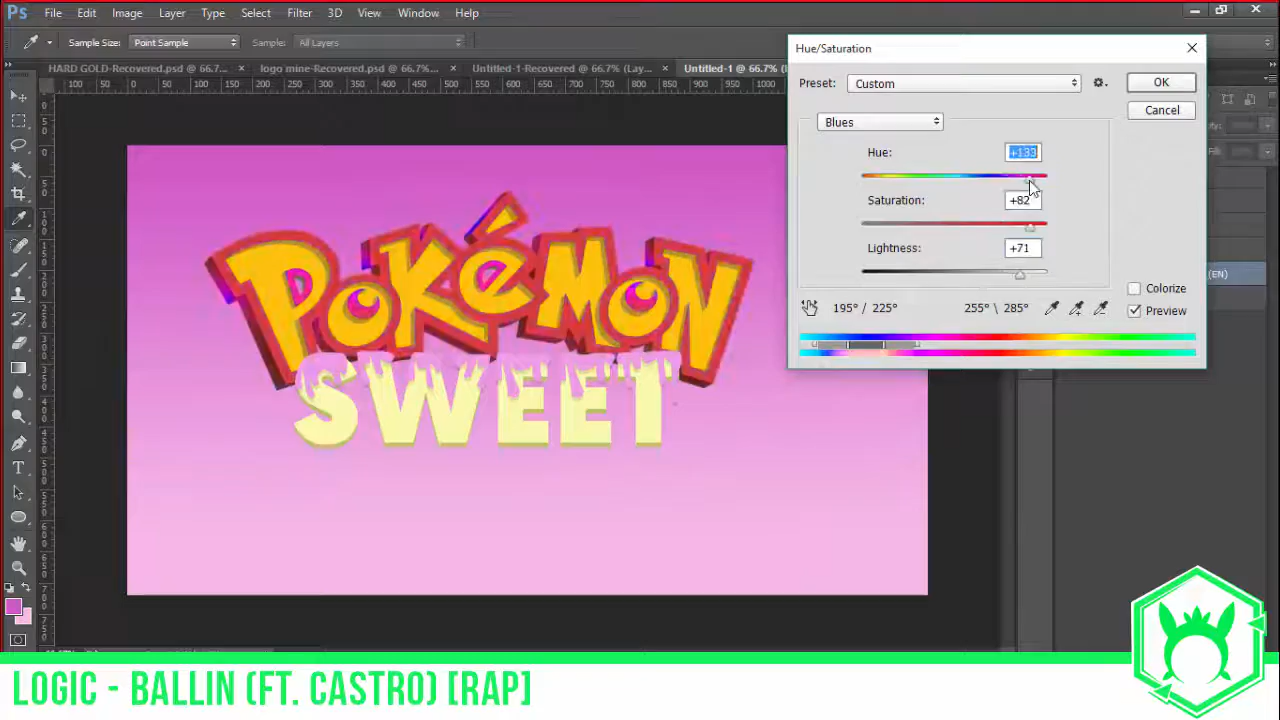 Ps File Edit Image Layer Type Select Filter 3D View Window Help
Sample Size: Point Sample Sample: All Layers
HARD GOLD-Recovered.psd @ 66.7... × logo mine-Recovered.psd @ 66.7%... × Untitled-1-Recovered @ 66.7% (Lay... × Untitled-1 @ 66.7% (
0 50 100 150 200 250 300 350 400 450 500 550 600 650 700 750 800 850 900 950 1000
Hue/Saturation
Preset: Custom
OK
Cancel
Blues
Hue: +133
Saturation: +82
Lightness: +71
Colorize
195° / 225° 255° \ 285°
Preview
(EN)
POKéMON
SWEET
LOGIC - BALLIN (FT. CASTRO) [RAP]